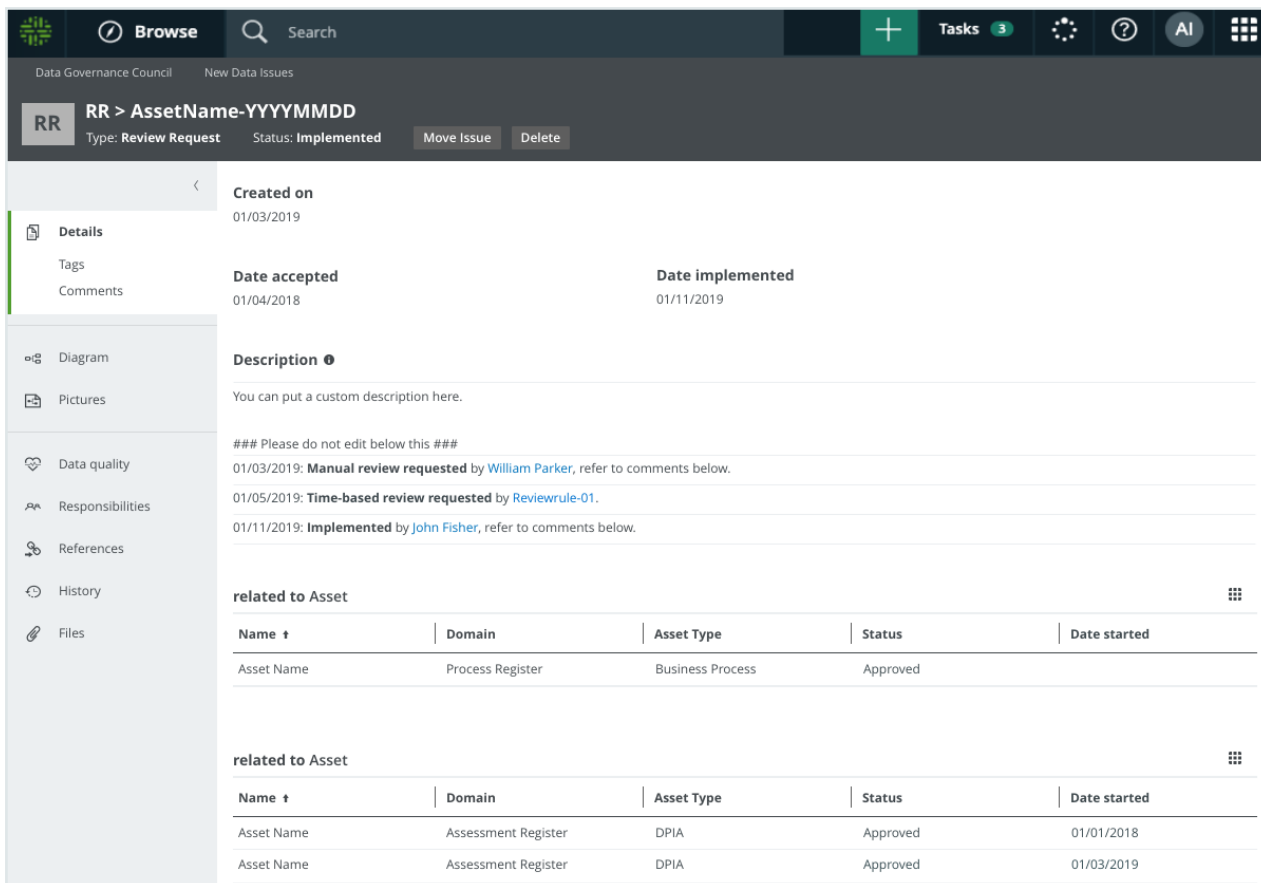 Browse Search Tasks 3 AI
Data Governance Council New Data Issues
RR RR > AssetName-YYYYMMDD
Type: Review Request Status: Implemented Move Issue Delete
Created on
01/03/2019
Details
Tags
Comments
Date accepted Date implemented
01/04/2018 01/11/2019
Diagram
Pictures
Description
You can put a custom description here.
### Please do not edit below this ###
01/03/2019: Manual review requested by William Parker, refer to comments below.
01/05/2019: Time-based review requested by Reviewrule-01.
01/11/2019: Implemented by John Fisher, refer to comments below.
Data quality
Responsibilities
References
History
Files
related to Asset
Name Domain Asset Type Status Date started
Asset Name Process Register Business Process Approved
related to Asset
Name Domain Asset Type Status Date started
Asset Name Assessment Register DPIA Approved 01/01/2018
Asset Name Assessment Register DPIA Approved 01/03/2019